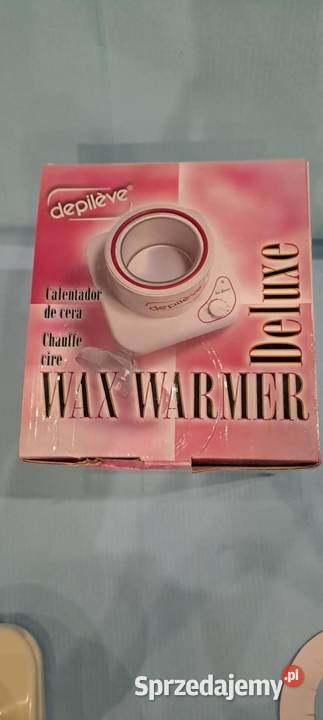 depilève®
Calentador
de cera
Chauffe
cire
depilève
DeLuxe
WAX WARMER
Sprzedajemy.pl